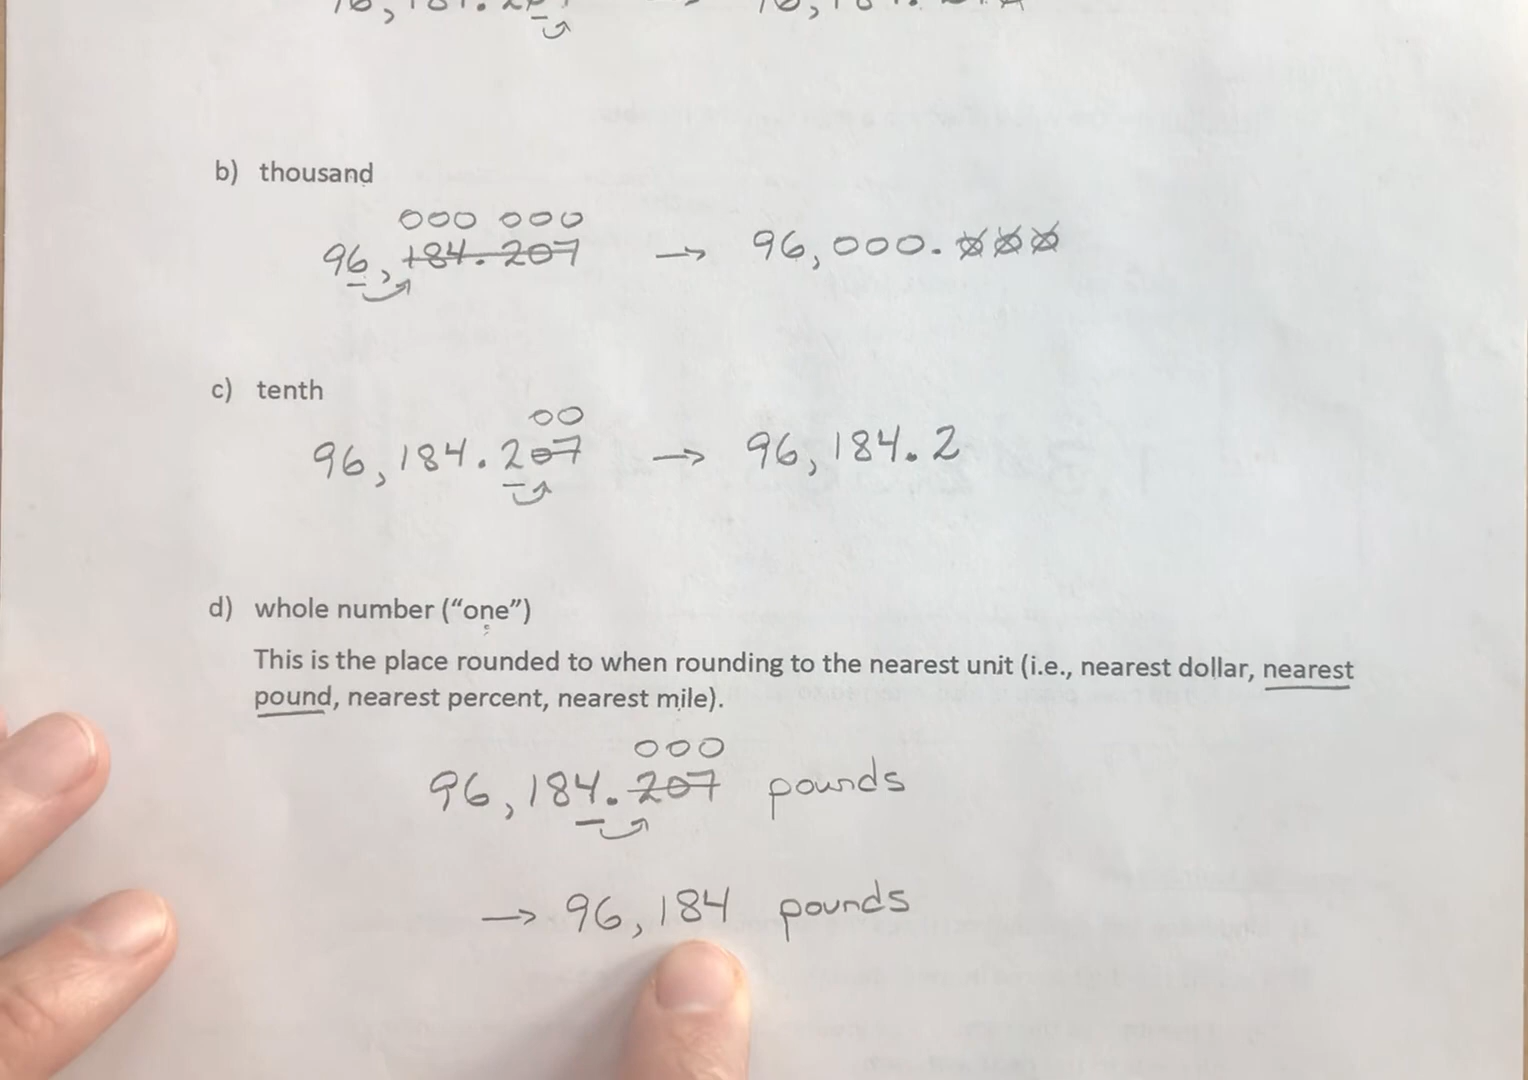 b) thousand
000 000
96,184.207 → 96,000.000
c) tenth
00
96,184.207 → 96,184.2
d) whole number (“one”)
This is the place rounded to when rounding to the nearest unit (i.e., nearest dollar, nearest
pound, nearest percent, nearest mile).
000
96,184.207 pounds
→ 96,184 pounds